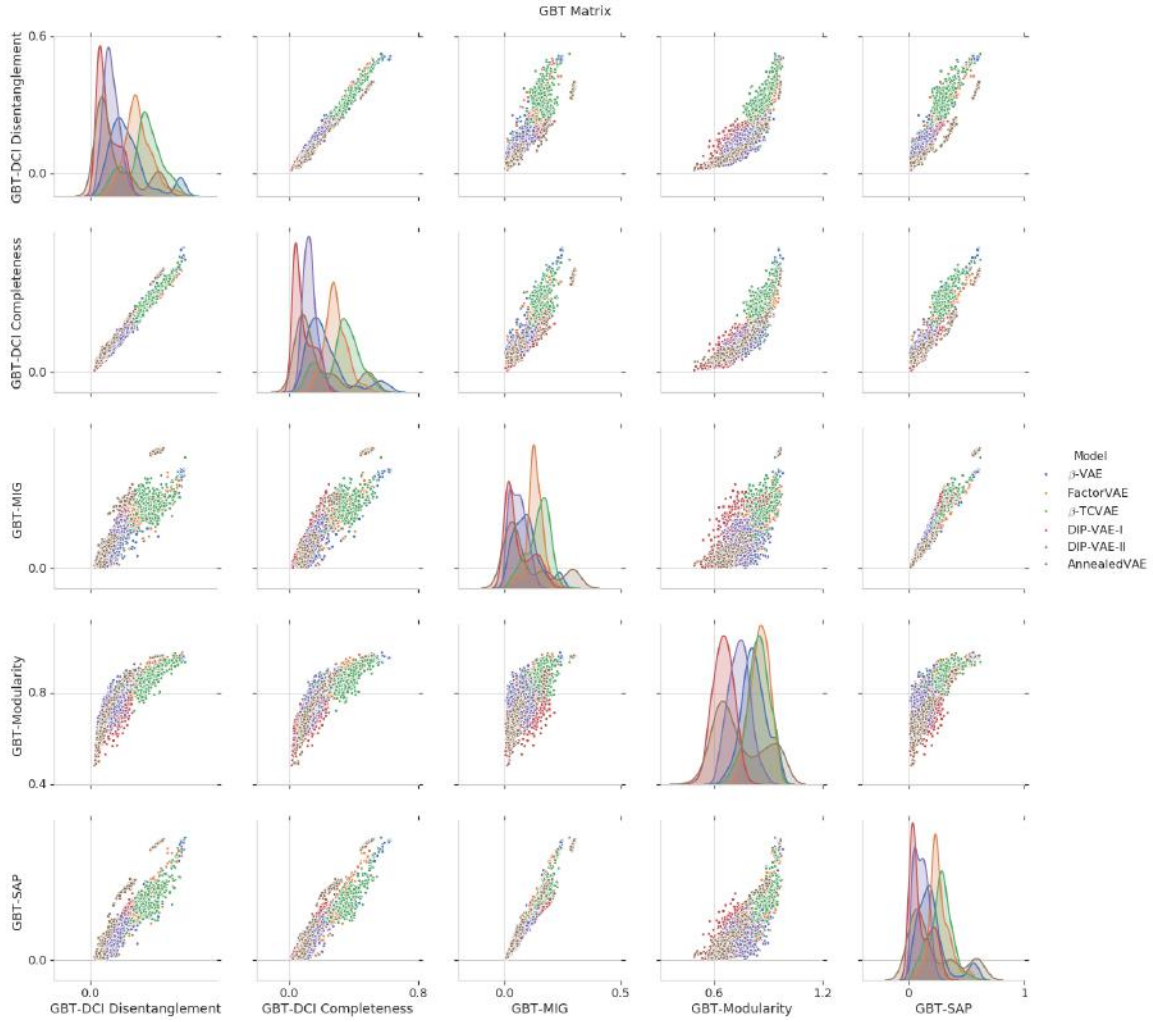 GBT Matrix
0.6
0.0
GBT-DCI Disentanglement
0.0
GBT-DCI Completeness
0.0
GBT-MIG
Model
β-VAE
FactorVAE
β-TCVAE
DIP-VAE-I
DIP-VAE-II
AnnealedVAE
0.8
0.4
GBT-Modularity
0.0
GBT-SAP
0.0
0.0 0.8
0.0 0.5
0.6 1.2
0 1
GBT-DCI Disentanglement
GBT-DCI Completeness
GBT-MIG
GBT-Modularity
GBT-SAP